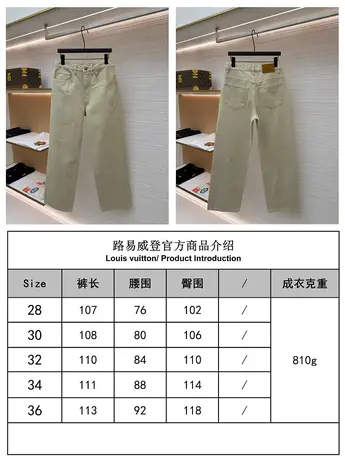 路易威登官方商品介绍
Louis vuitton/ Product Introduction
Size 裤长 腰围 臀围 / 成衣克重
28 107 76 102 /
30 108 80 106 /
32 110 84 110 / 810g
34 111 88 114 /
36 113 92 118 /